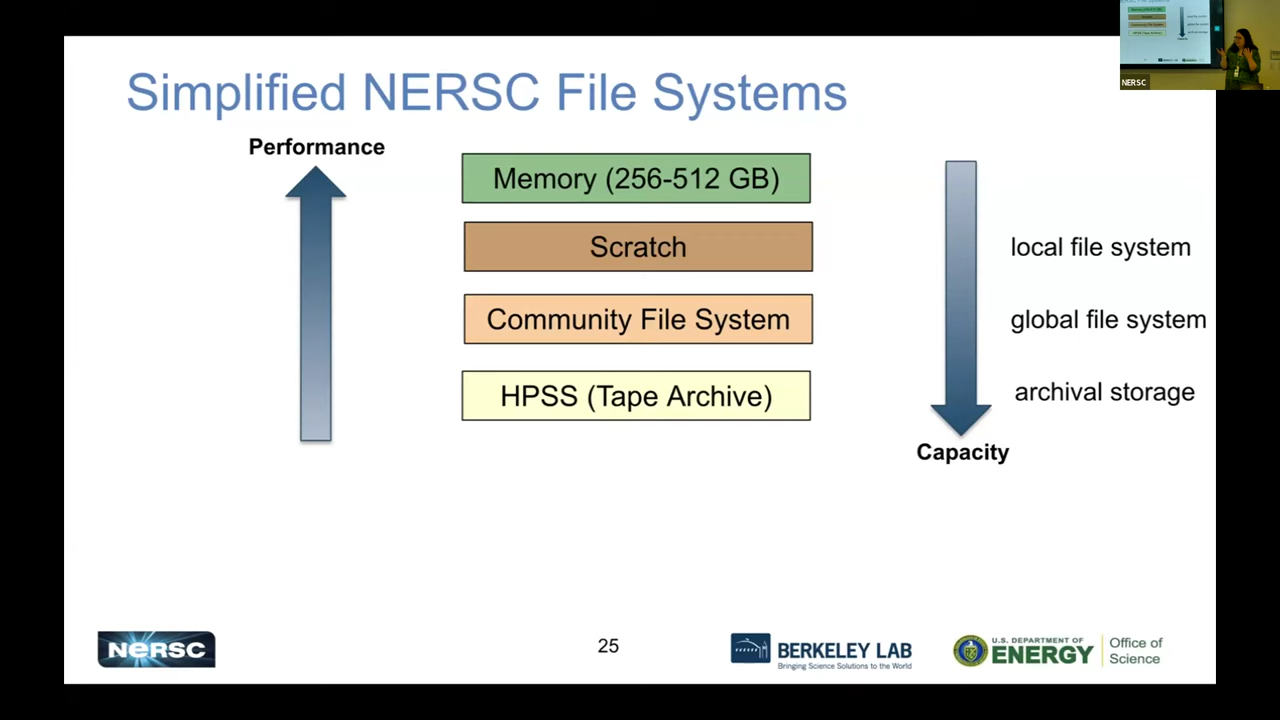 Simplified NERSC File Systems
Performance
Memory (256-512 GB)
Scratch
local file system
Community File System
global file system
HPSS (Tape Archive)
archival storage
Capacity
NERSC
25
BERKELEY LAB
Bringing Science Solutions to the World
U.S. DEPARTMENT OF
ENERGY
Office of
Science
NERSC